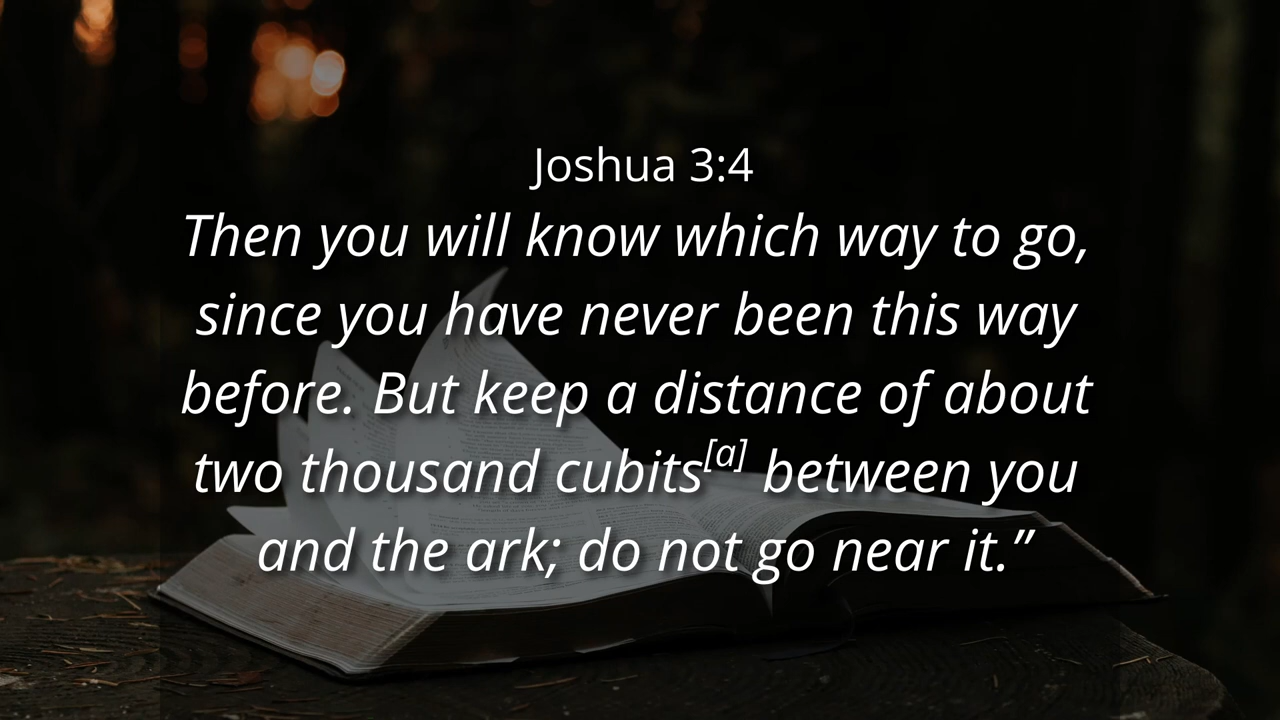 Joshua 3:4
Then you will know which way to go,
since you have never been this way
before. But keep a distance of about
two thousand cubits[a] between you
and the ark; do not go near it.”